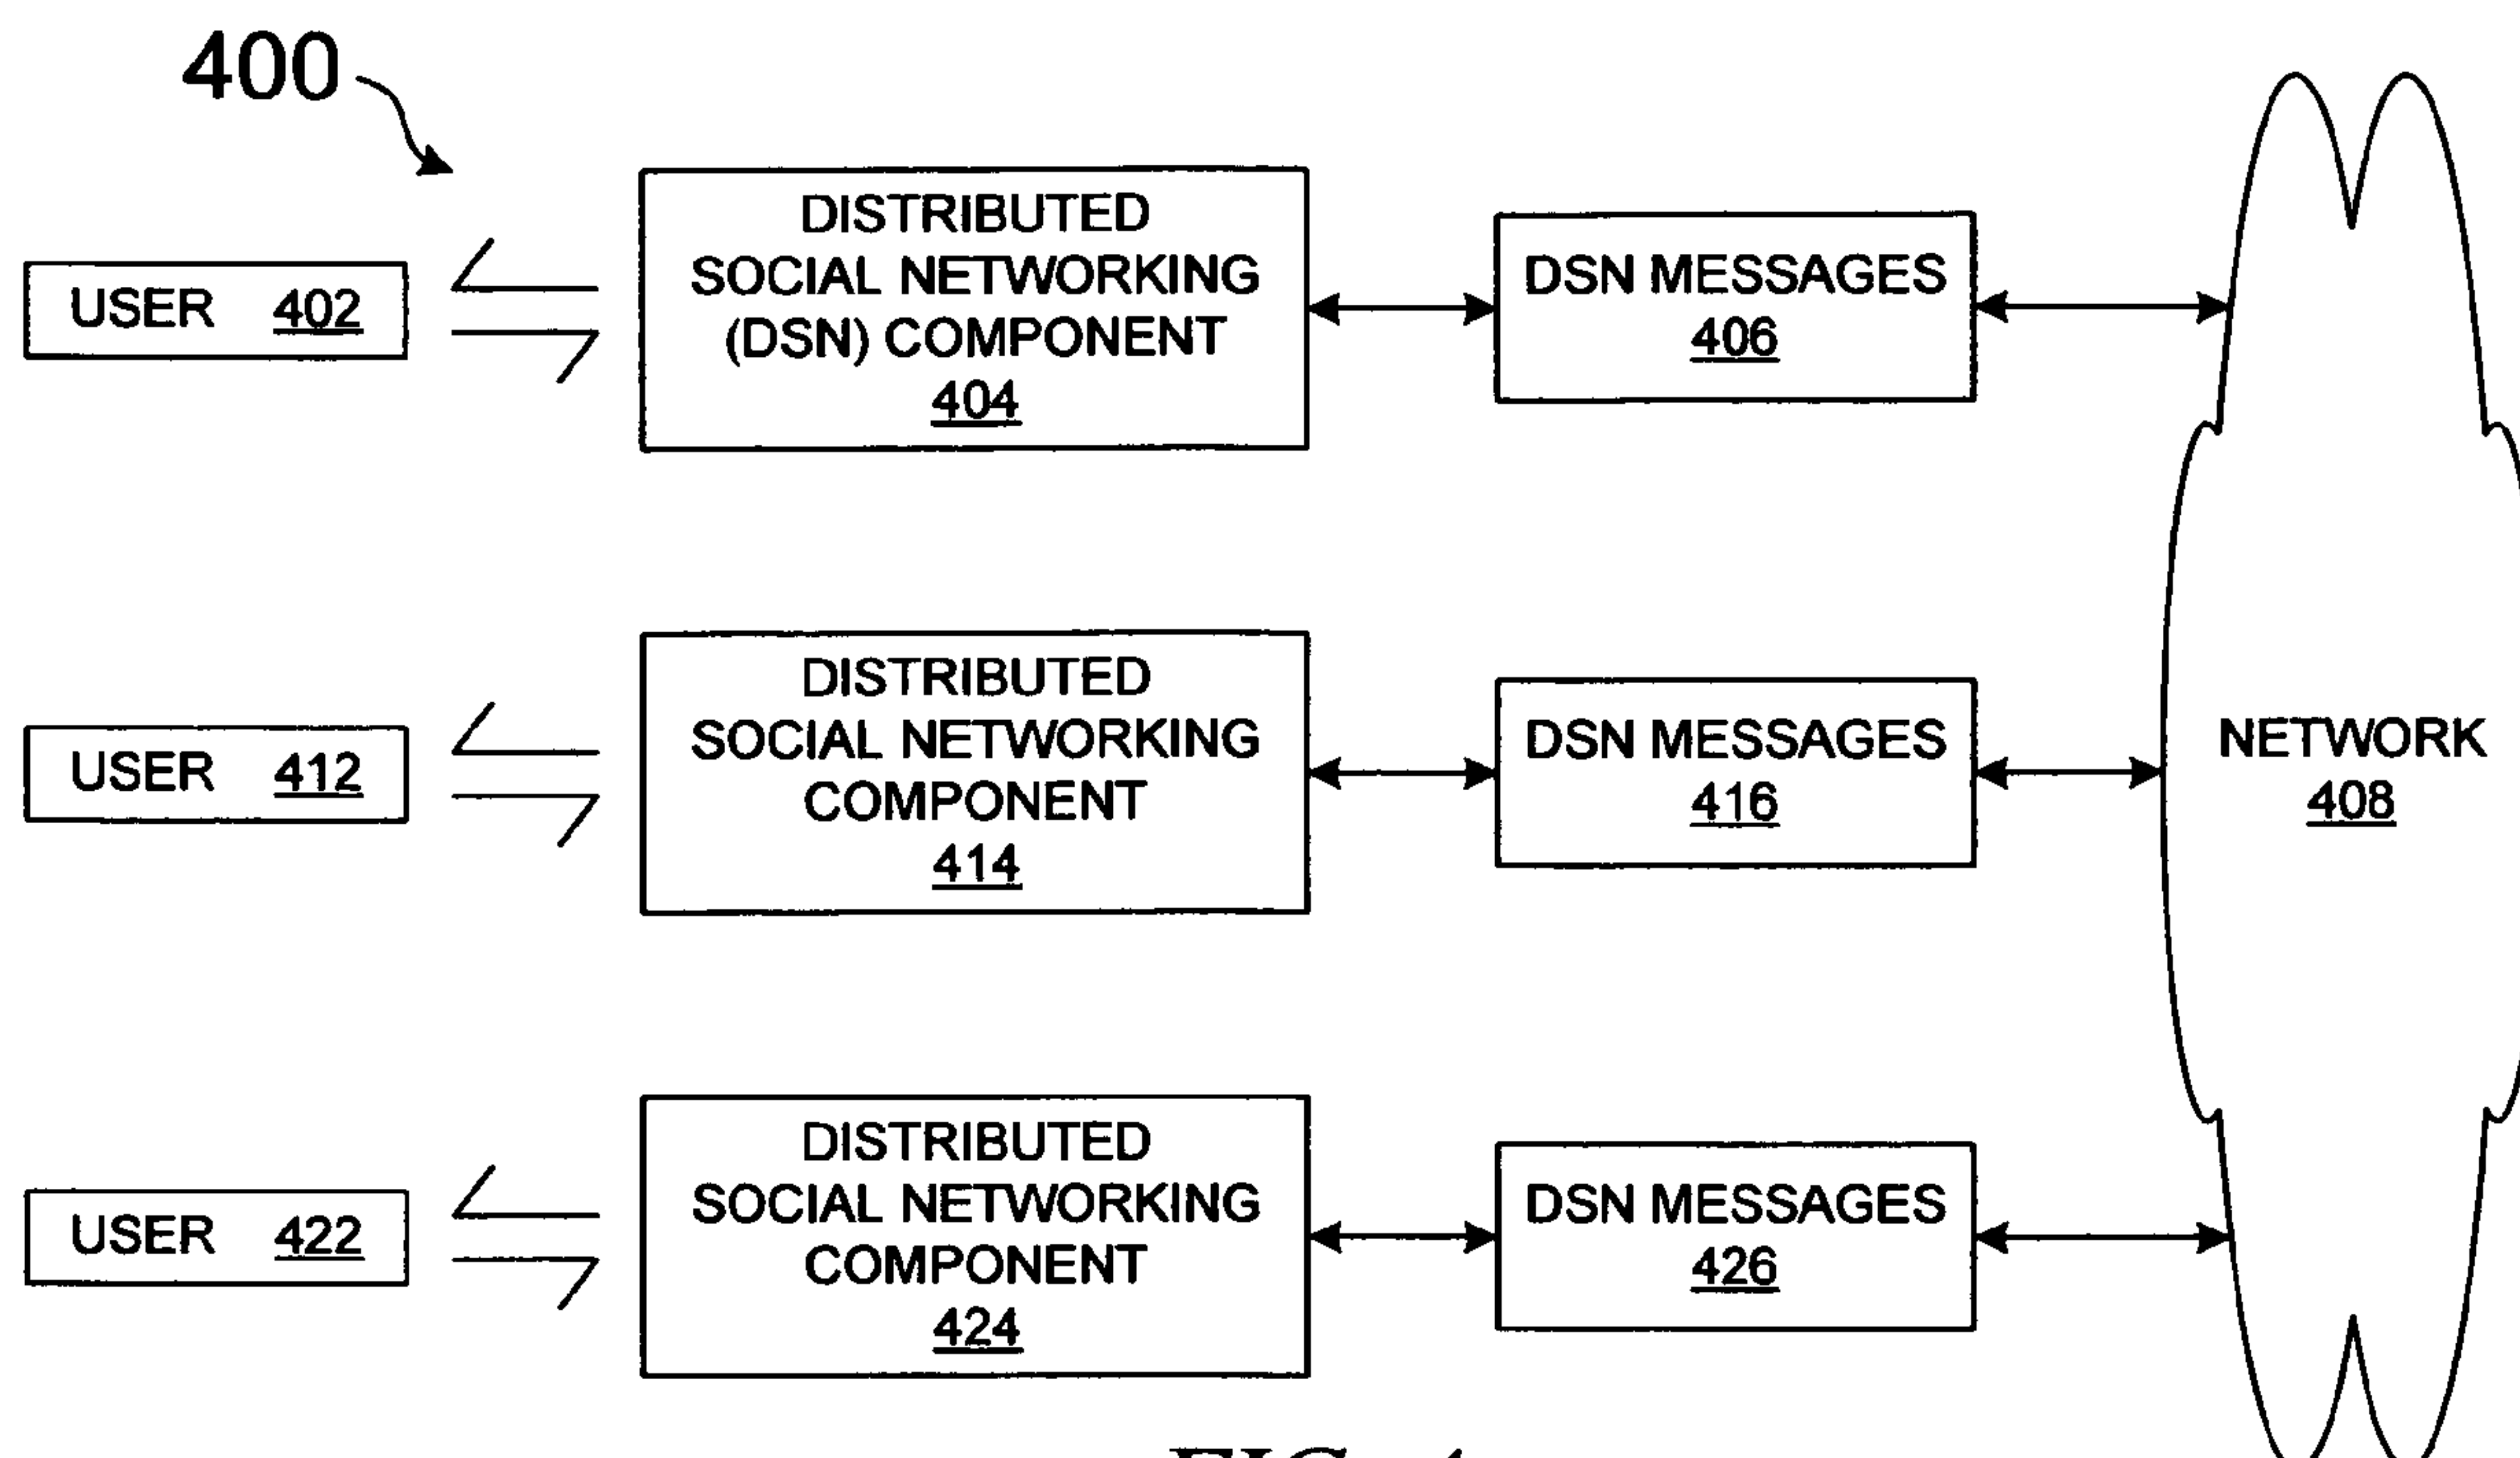 400
USER 402
DISTRIBUTED
SOCIAL NETWORKING
(DSN) COMPONENT
404
DSN MESSAGES
406
USER 412
DISTRIBUTED
SOCIAL NETWORKING
COMPONENT
414
DSN MESSAGES
416
NETWORK
408
USER 422
DISTRIBUTED
SOCIAL NETWORKING
COMPONENT
424
DSN MESSAGES
426